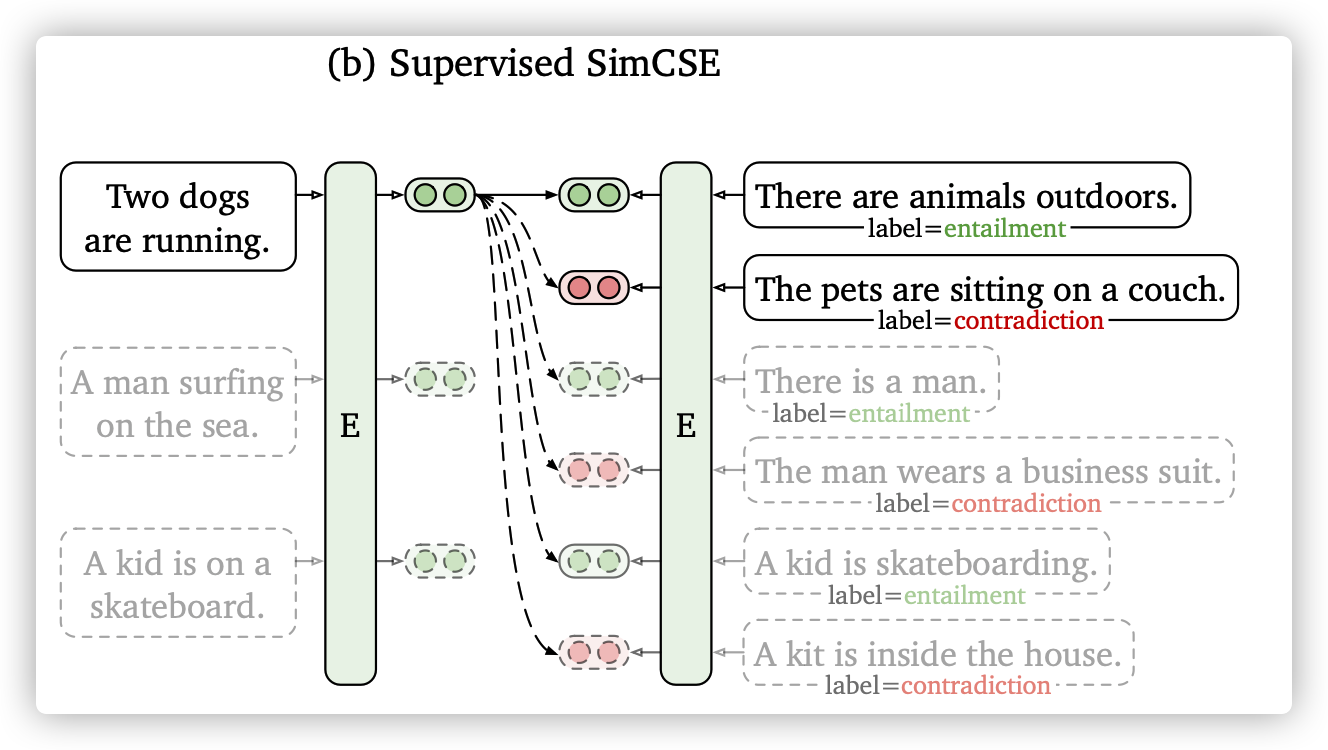 (b) Supervised SimCSE
Two dogs
are running.
There are animals outdoors.
label=entailment
The pets are sitting on a couch.
label=contradiction
A man surfing
on the sea.
There is a man.
label=entailment
E
E
The man wears a business suit.
label=contradiction
A kid is on a
skateboard.
A kid is skateboarding.
label=entailment
A kit is inside the house.
label=contradiction